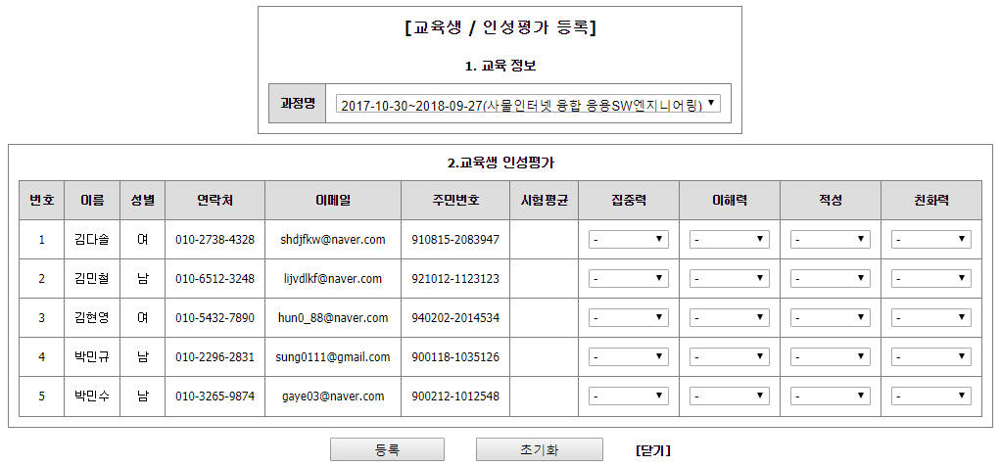 [교육생 / 인성평가 등록]
1. 교육 정보
과정명 2017-10-30~2018-09-27(사물인터넷 융합 응용SW엔지니어링)
2.교육생 인성평가
번호 이름 성별 연락처 이메일 주민번호 시험평균 집중력 이해력 적성 친화력
1 김다솔 여 010-2738-4328 shdjfkw@naver.com 910815-2083947 - - - -
2 김민철 남 010-6512-3248 lijvdlkf@naver.com 921012-1123123 - - - -
3 김현영 여 010-5432-7890 hun0_88@naver.com 940202-2014534 - - - -
4 박민규 남 010-2296-2831 sung0111@gmail.com 900118-1035126 - - - -
5 박민수 남 010-3265-9874 gaye03@naver.com 900212-1012548 - - - -
등록 초기화 [닫기]